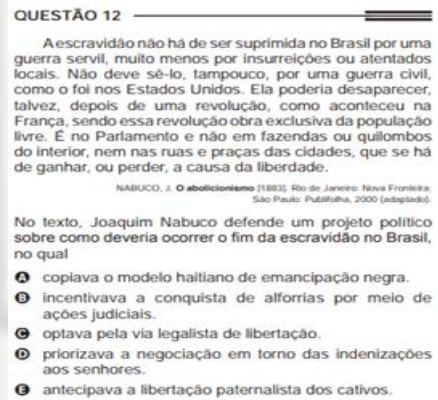 QUESTÃO 12
A escravidão não há de ser suprimida no Brasil por uma
guerra servil, muito menos por insurreições ou atentados
locais. Não deve sê-lo, tampouco, por uma guerra civil,
como o foi nos Estados Unidos. Ela poderia desaparecer,
talvez, depois de uma revolução, como aconteceu na
França, sendo essa revolução obra exclusiva da população
livre. É no Parlamento e não em fazendas ou quilombos
do interior, nem nas ruas e praças das cidades, que se há
de ganhar, ou perder, a causa da liberdade.
NABUCO, J. O abolicionismo [1883]. Rio de Janeiro: Nova Fronteira;
São Paulo: Publifolha, 2000 (adaptado).
No texto, Joaquim Nabuco defende um projeto político
sobre como deveria ocorrer o fim da escravidão no Brasil,
no qual
A copiava o modelo haitiano de emancipação negra.
B incentivava a conquista de alforrias por meio de
ações judiciais.
C optava pela via legalista de libertação.
D priorizava a negociação em torno das indenizações
aos senhores.
E antecipava a libertação paternalista dos cativos.